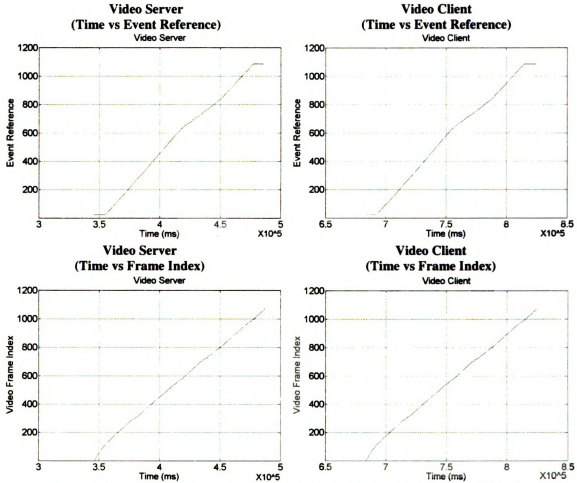 Video Server
(Time vs Event Reference)
Video Server
1200
1000
800
600
400
200
Event Reference
3 3.5 4 4.5 5
Time (ms) X10^5
Video Client
(Time vs Event Reference)
Video Client
1200
1000
800
600
400
200
Event Reference
6.5 7 7.5 8 8.5
Time (ms) X10^5
Video Server
(Time vs Frame Index)
Video Server
1200
1000
800
600
400
200
Video Frame Index
3 3.5 4 4.5 5
Time (ms) X10^5
Video Client
(Time vs Frame Index)
Video Client
1200
1000
800
600
400
200
Video Frame Index
6.5 7 7.5 8 8.5
Time (ms) X10^5